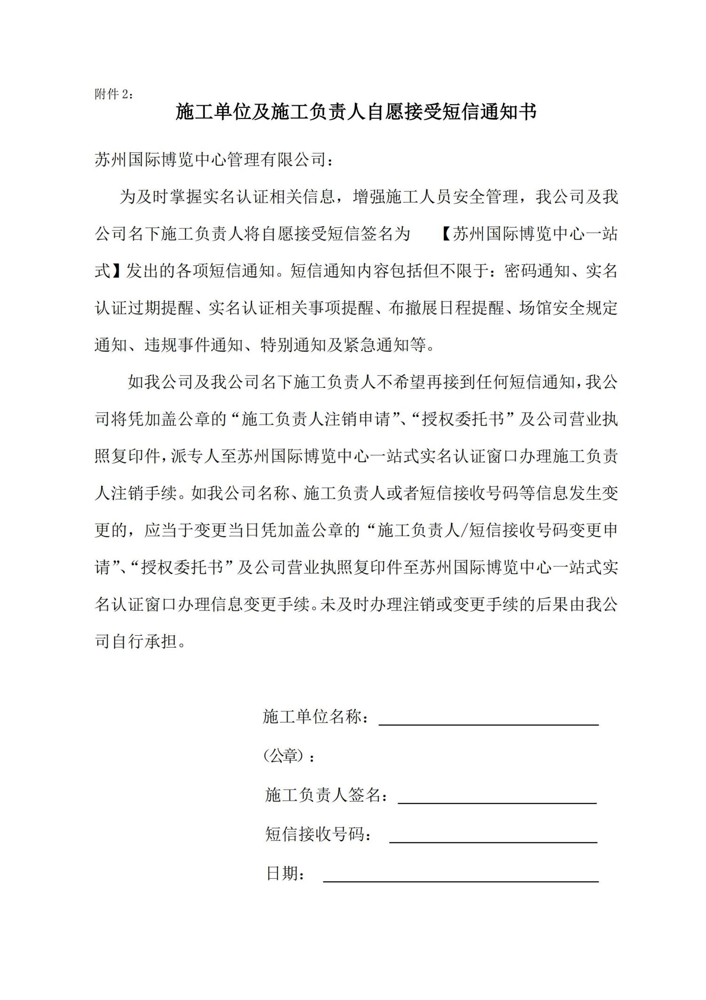 附件 2：
施工单位及施工负责人自愿接受短信通知书
苏州国际博览中心管理有限公司：
为及时掌握实名认证相关信息，增强施工人员安全管理，我公司及我
公司名下施工负责人将自愿接受短信签名为 【苏州国际博览中心一站
式】发出的各项短信通知。短信通知内容包括但不限于：密码通知、实名
认证过期提醒、实名认证相关事项提醒、布撤展日程提醒、场馆安全规定
通知、违规事件通知、特别通知及紧急通知等。
如我公司及我公司名下施工负责人不希望再接到任何短信通知，我公
司将凭加盖公章的“施工负责人注销申请”、“授权委托书”及公司营业执
照复印件，派专人至苏州国际博览中心一站式实名认证窗口办理施工负责
人注销手续。如我公司名称、施工负责人或者短信接收号码等信息发生变
更的，应当于变更当日凭加盖公章的“施工负责人/短信接收号码变更申
请”、“授权委托书”及公司营业执照复印件至苏州国际博览中心一站式实
名认证窗口办理信息变更手续。未及时办理注销或变更手续的后果由我公
司自行承担。
施工单位名称：
（公章）：
施工负责人签名：
短信接收号码：
日期：